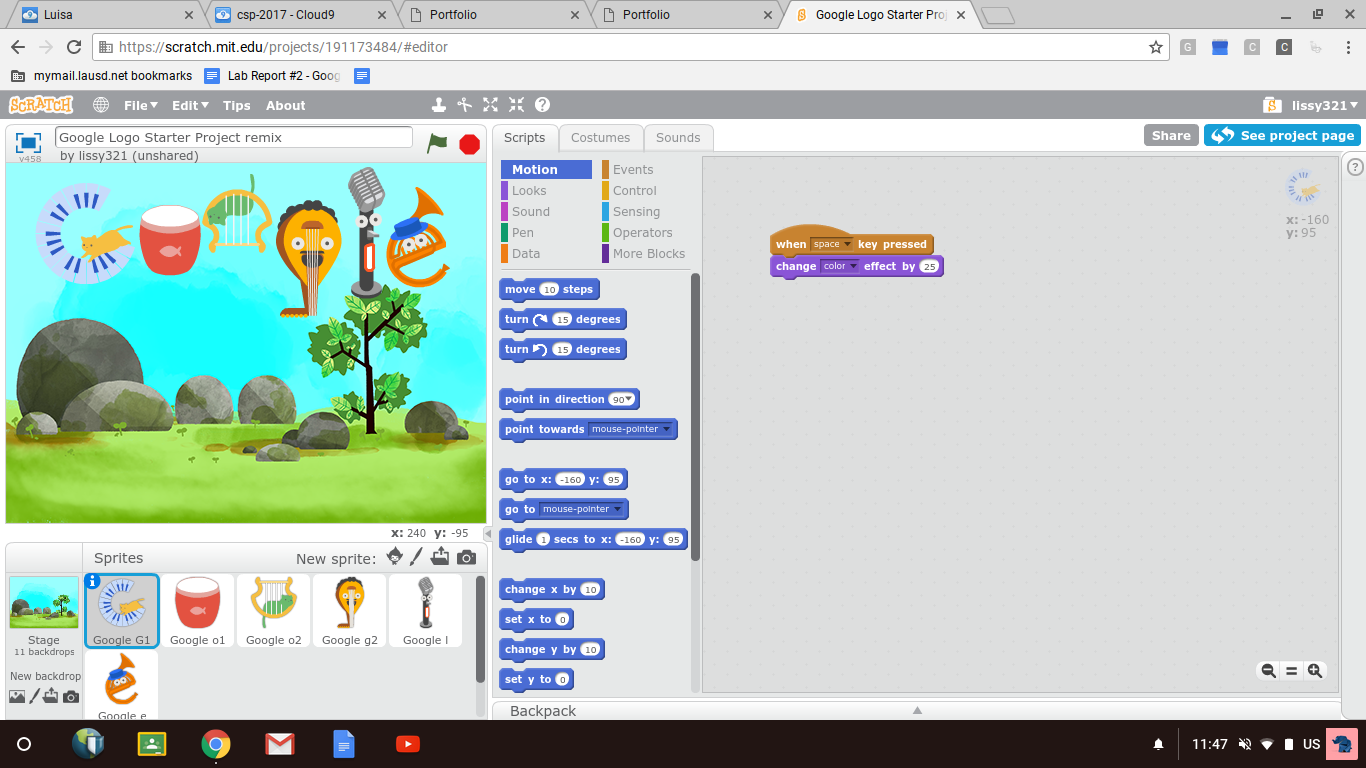 Luisa
csp-2017 - Cloud9
Portfolio
Portfolio
Google Logo Starter Pro
https://scratch.mit.edu/projects/191173484/#editor
G
C
C
mymail.lausd.net bookmarks
Lab Report #2 - Goog
SCRATCH
File
Edit
Tips
About
lissy321
v458
Google Logo Starter Project remix
by lissy321 (unshared)
x: 240 y: -95
Sprites
New sprite:
Stage
11 backdrops
New backdrop
Google G1
Google o1
Google o2
Google g2
Google l
Google e
Scripts
Costumes
Sounds
Share
See project page
Motion
Events
Looks
Control
Sound
Sensing
Pen
Operators
Data
More Blocks
move 10 steps
turn 15 degrees
turn 15 degrees
point in direction 90
point towards mouse-pointer
go to x: -160 y: 95
go to mouse-pointer
glide 1 secs to x: -160 y: 95
change x by 10
set x to 0
change y by 10
set y to 0
when space key pressed
change color effect by 25
x: -160
y: 95
Backpack
11:47
US